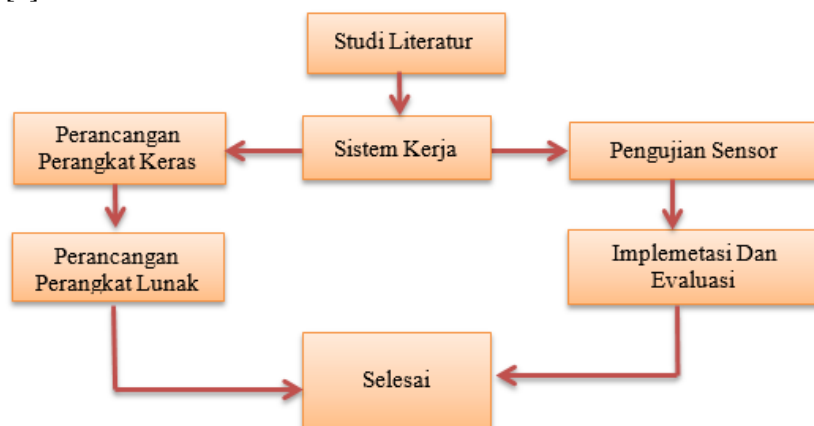 Studi Literatur
Sistem Kerja
Perancangan
Perangkat Keras
Pengujian Sensor
Perancangan
Perangkat Lunak
Implemetasi Dan
Evaluasi
Selesai